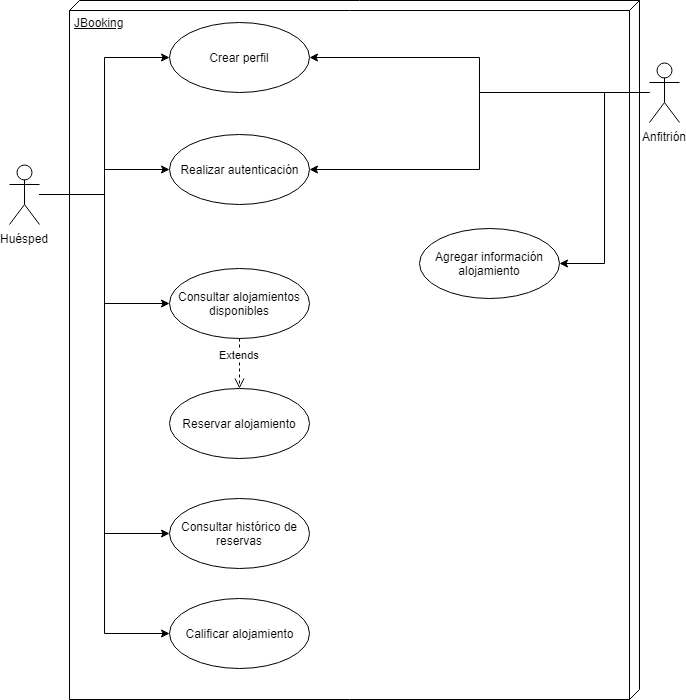 JBooking
Crear perfil
Anfitrión
Realizar autenticación
Huésped
Agregar información
alojamiento
Consultar alojamientos
disponibles
Extends
Reservar alojamiento
Consultar histórico de
reservas
Calificar alojamiento